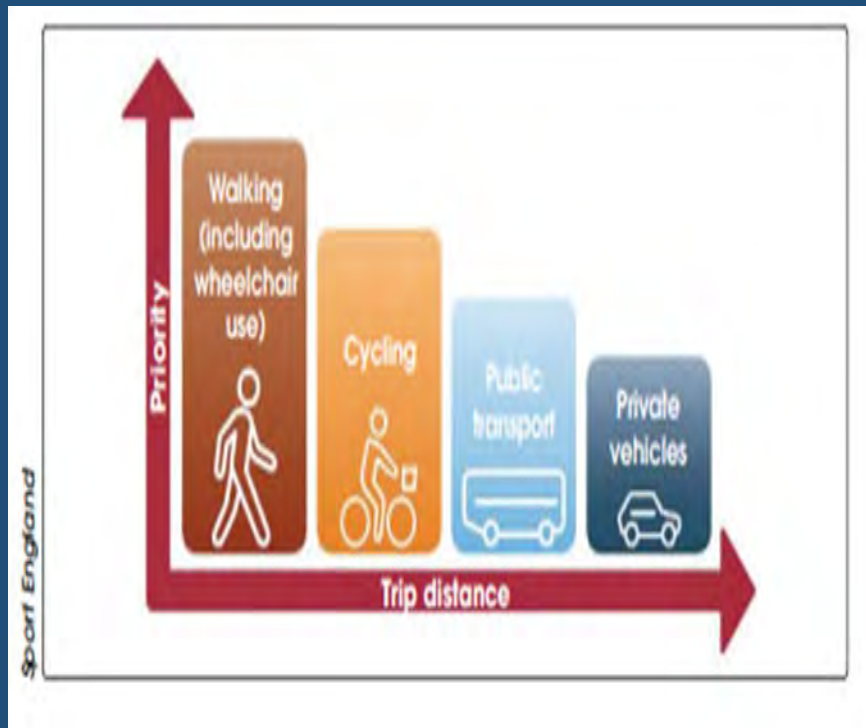 Priority
Walking
(including
wheelchair
use)
Cycling
Public
transport
Private
vehicles
Trip distance
Sport England